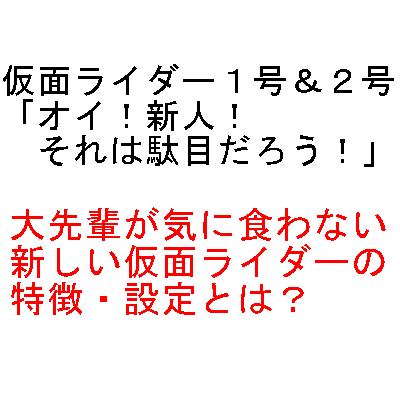 仮面ライダー１号＆２号
「オイ！新人！
　それは駄目だろう！」
大先輩が気に食わない
新しい仮面ライダーの
特徴・設定とは？